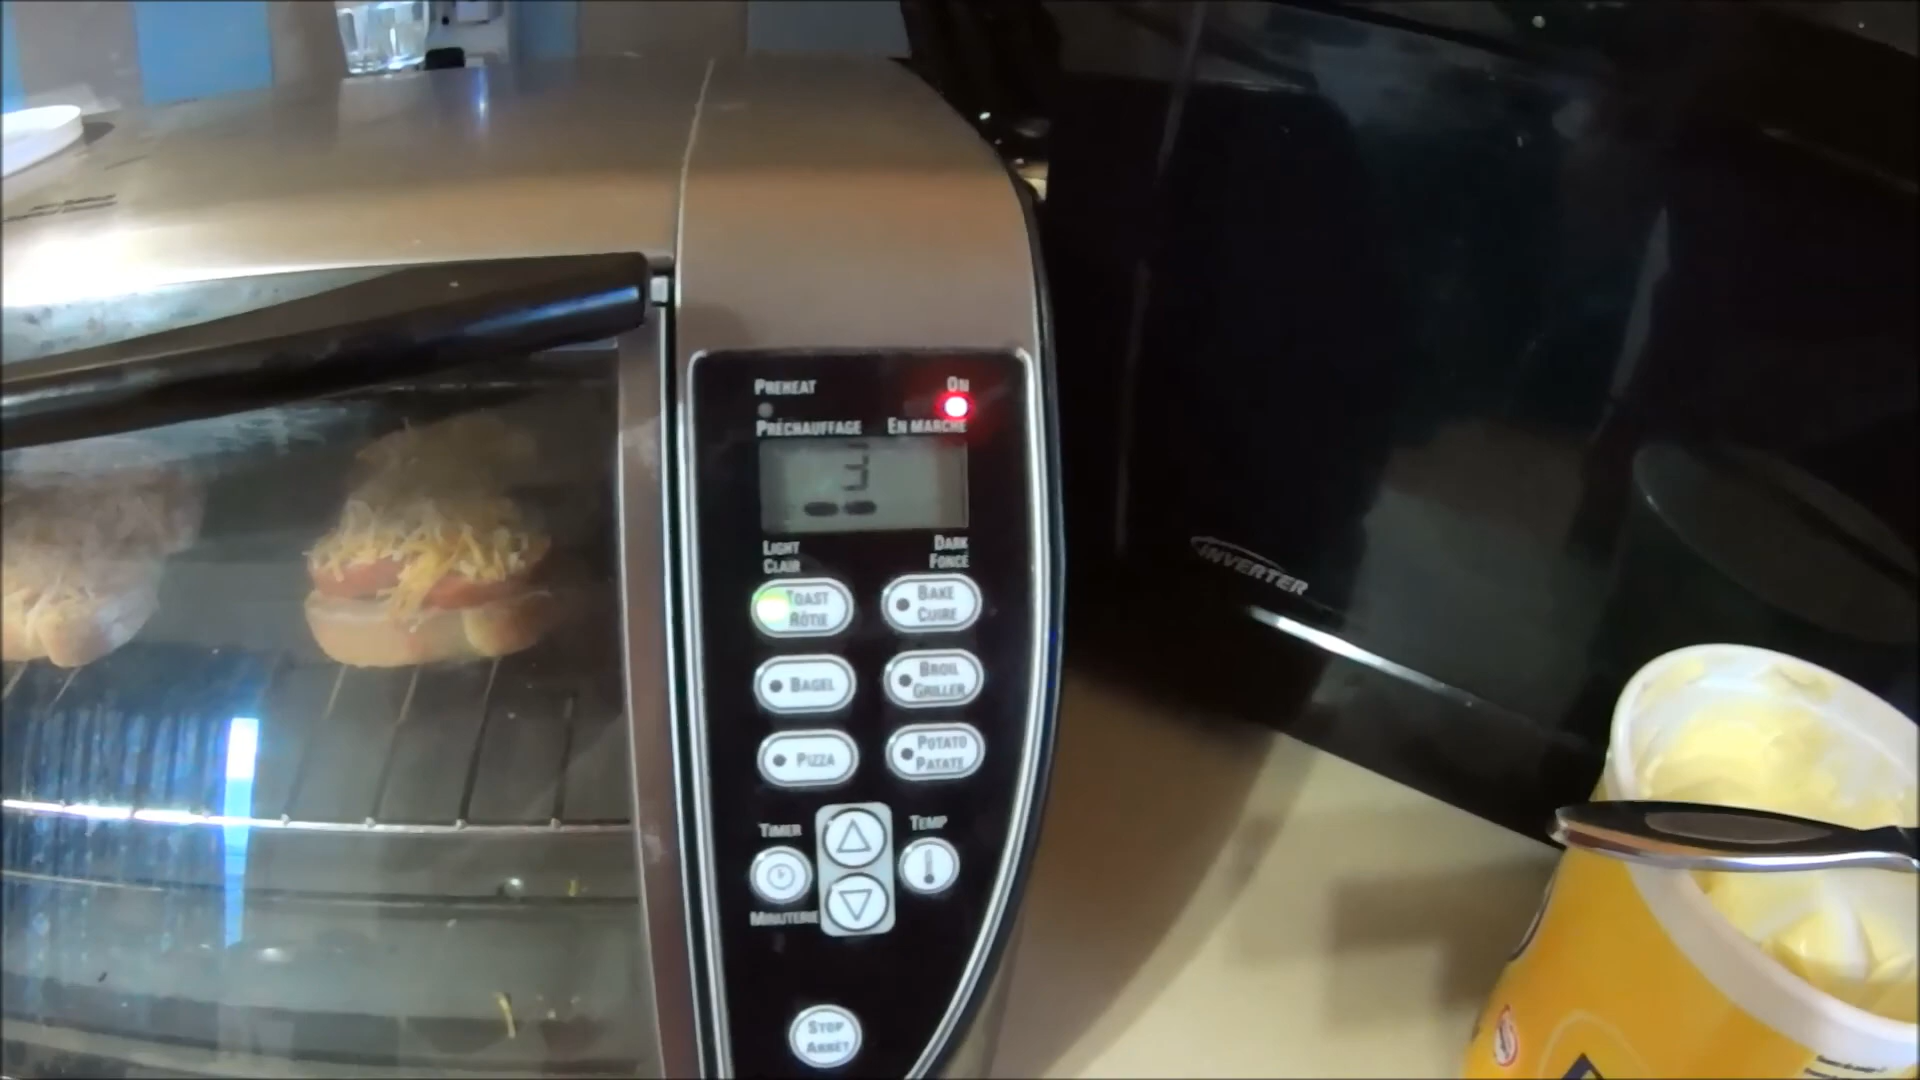 PREHEAT
ON
PRÉCHAUFFAGE
EN MARCHE
3
LIGHT
CLAIR
DARK
FONCÉ
TOAST
RÔTIE
BAKE
CUIRE
BAGEL
BROIL
GRILLER
PIZZA
POTATO
PATATE
TIMER
TEMP
MINUTERIE
STOP
ARRÊT
INVERTER